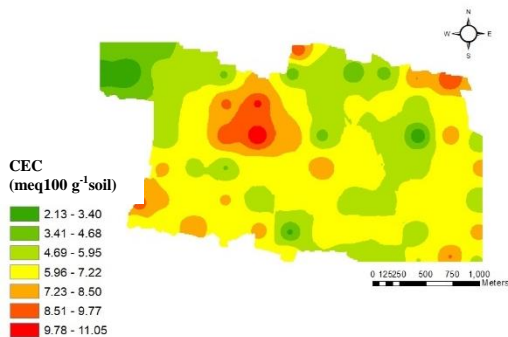 N
W E
S
CEC
(meq100 g⁻¹soil)
2.13 - 3.40
3.41 - 4.68
4.69 - 5.95
5.96 - 7.22
7.23 - 8.50
8.51 - 9.77
9.78 - 11.05
0 125250 500 750 1,000
Meters